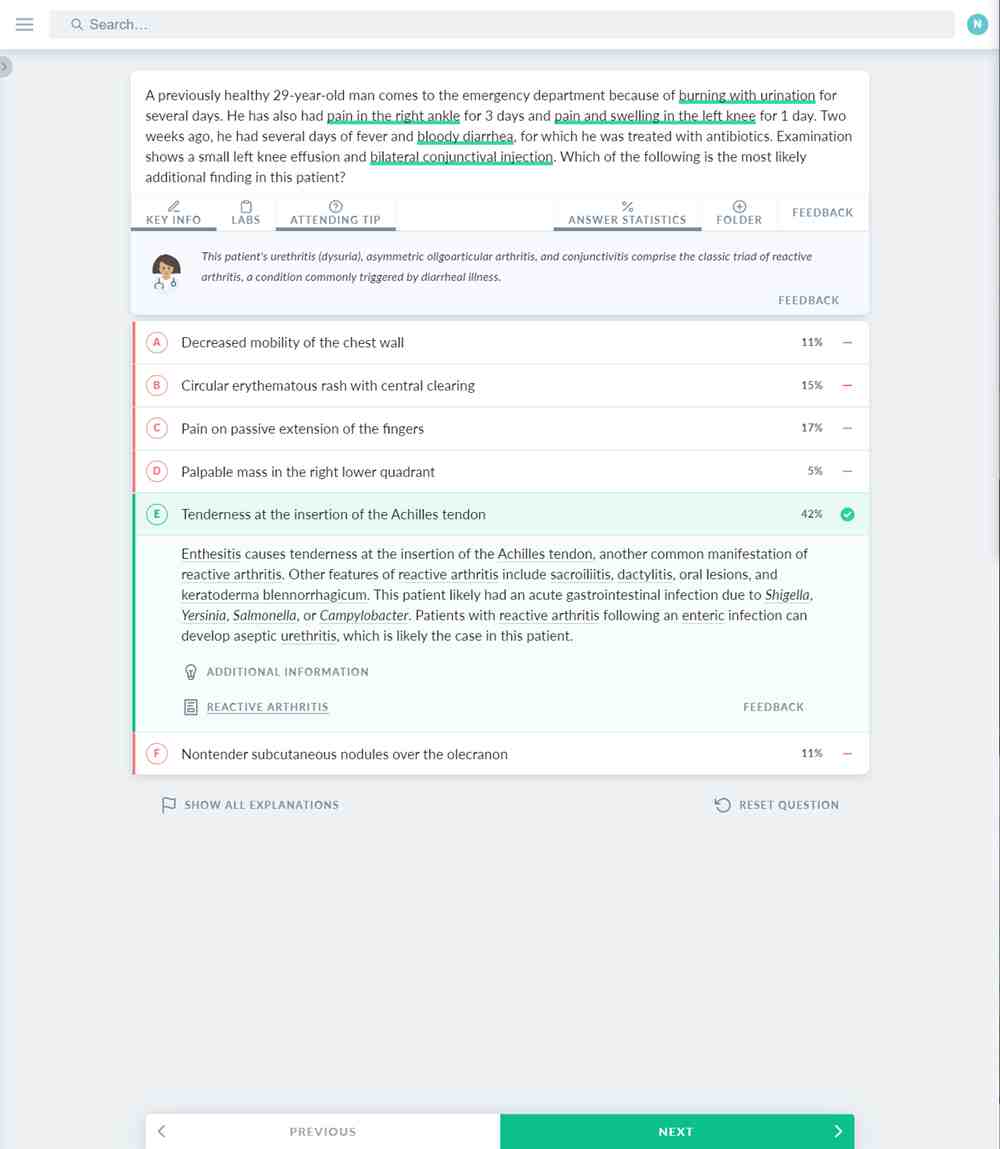 Search...
N
A previously healthy 29-year-old man comes to the emergency department because of burning with urination for
several days. He has also had pain in the right ankle for 3 days and pain and swelling in the left knee for 1 day. Two
weeks ago, he had several days of fever and bloody diarrhea, for which he was treated with antibiotics. Examination
shows a small left knee effusion and bilateral conjunctival injection. Which of the following is the most likely
additional finding in this patient?
KEY INFO LABS ATTENDING TIP ANSWER STATISTICS FOLDER FEEDBACK
This patient's urethritis (dysuria), asymmetric oligoarticular arthritis, and conjunctivitis comprise the classic triad of reactive
arthritis, a condition commonly triggered by diarrheal illness.
FEEDBACK
A Decreased mobility of the chest wall 11%
B Circular erythematous rash with central clearing 15%
C Pain on passive extension of the fingers 17%
D Palpable mass in the right lower quadrant 5%
E Tenderness at the insertion of the Achilles tendon 42%
Enthesitis causes tenderness at the insertion of the Achilles tendon, another common manifestation of
reactive arthritis. Other features of reactive arthritis include sacroiliitis, dactylitis, oral lesions, and
keratoderma blennorrhagicum. This patient likely had an acute gastrointestinal infection due to Shigella,
Yersinia, Salmonella, or Campylobacter. Patients with reactive arthritis following an enteric infection can
develop aseptic urethritis, which is likely the case in this patient.
ADDITIONAL INFORMATION
REACTIVE ARTHRITIS FEEDBACK
F Nontender subcutaneous nodules over the olecranon 11%
SHOW ALL EXPLANATIONS RESET QUESTION
PREVIOUS NEXT